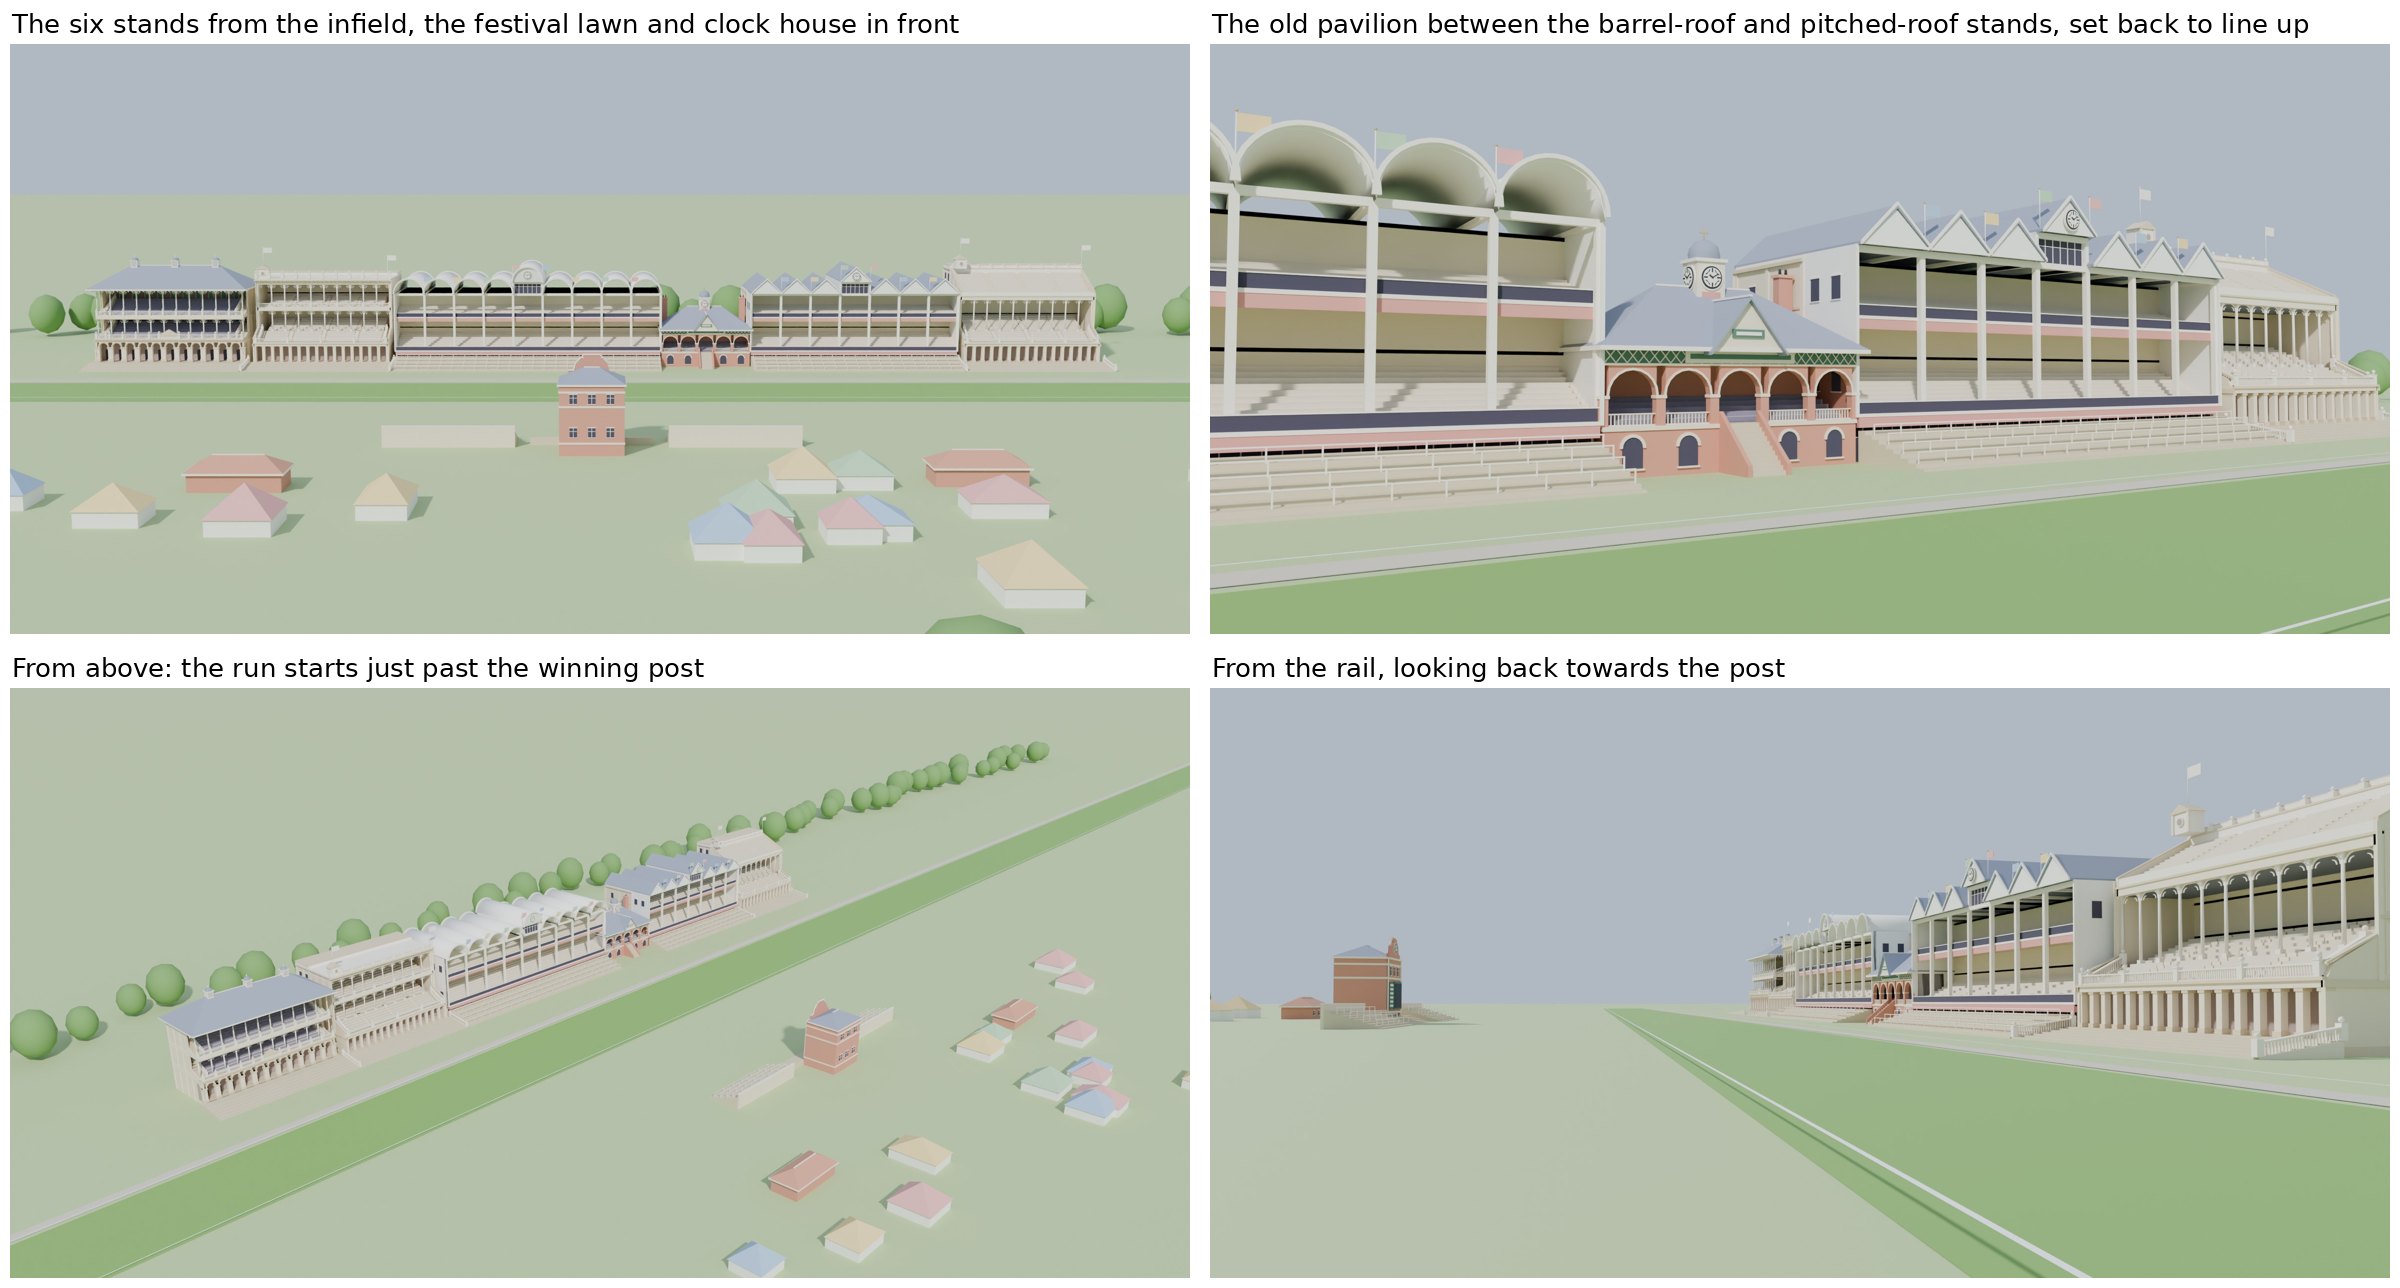 The six stands from the infield, the festival lawn and clock house in front
The old pavilion between the barrel-roof and pitched-roof stands, set back to line up
From above: the run starts just past the winning post
From the rail, looking back towards the post